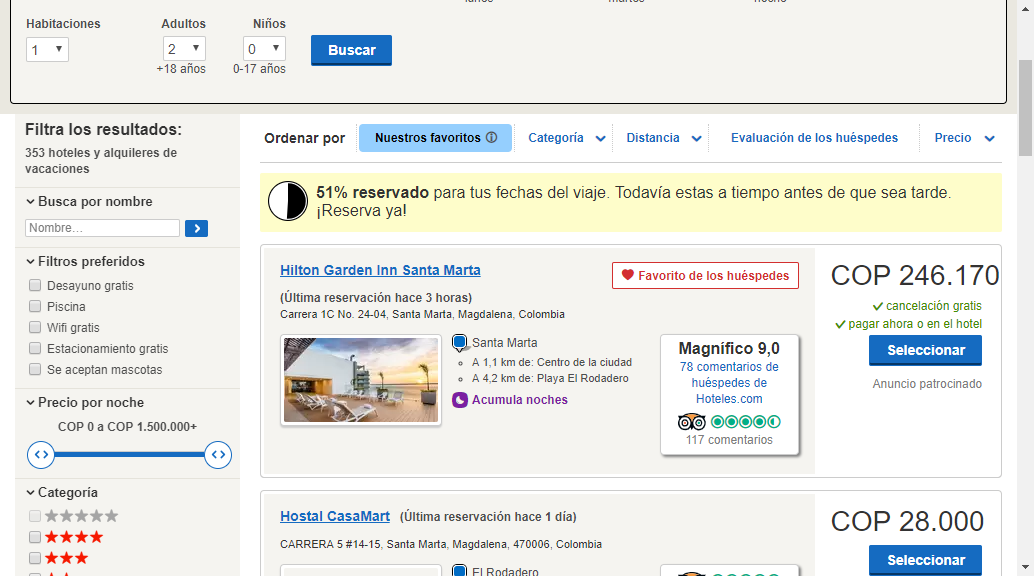 lunes martes noche
Habitaciones Adultos Niños
1 2 0 Buscar
+18 años 0-17 años
Filtra los resultados:
353 hoteles y alquileres de
vacaciones
Busca por nombre
Nombre...
Filtros preferidos
Desayuno gratis
Piscina
Wifi gratis
Estacionamiento gratis
Se aceptan mascotas
Precio por noche
COP 0 a COP 1.500.000+
Categoría
Ordenar por Nuestros favoritos Categoría Distancia Evaluación de los huéspedes Precio
51% reservado para tus fechas del viaje. Todavía estas a tiempo antes de que sea tarde.
¡Reserva ya!
Hilton Garden Inn Santa Marta
Favorito de los huéspedes
(Última reservación hace 3 horas)
Carrera 1C No. 24-04, Santa Marta, Magdalena, Colombia
Santa Marta
A 1,1 km de: Centro de la ciudad
A 4,2 km de: Playa El Rodadero
Acumula noches
Magnífico 9,0
78 comentarios de
huéspedes de
Hoteles.com
117 comentarios
COP 246.170
cancelación gratis
pagar ahora o en el hotel
Seleccionar
Anuncio patrocinado
Hostal CasaMart (Última reservación hace 1 día)
CARRERA 5 #14-15, Santa Marta, Magdalena, 470006, Colombia
El Rodadero
COP 28.000
Seleccionar